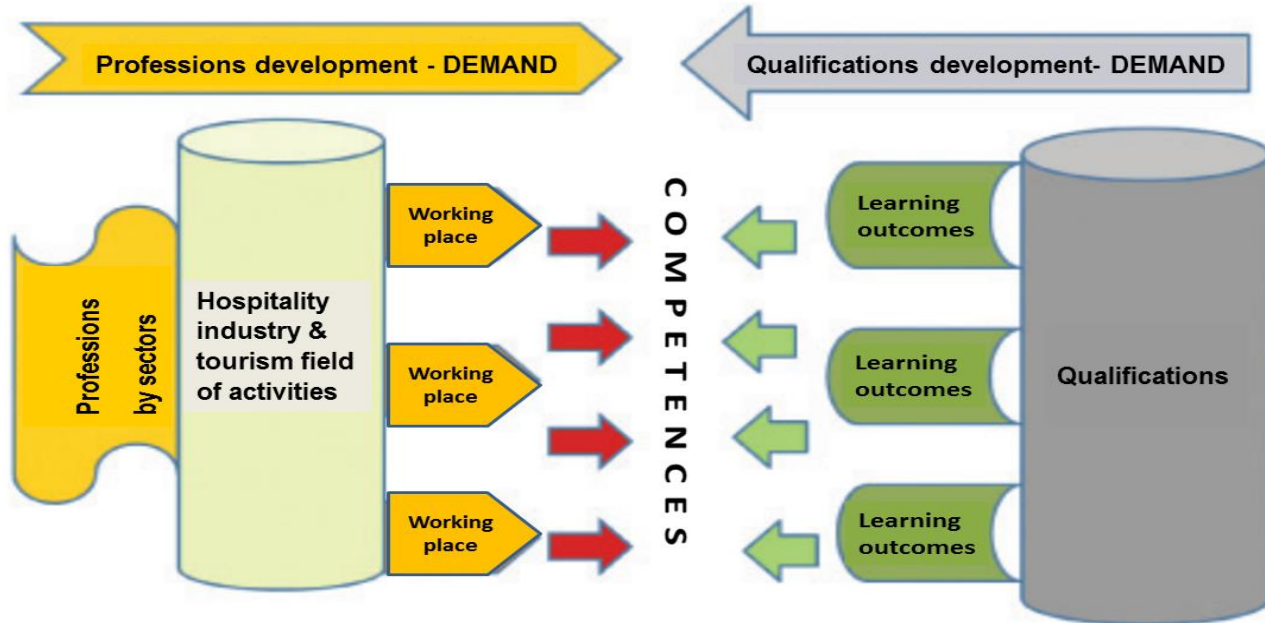 Professions development - DEMAND
Qualifications development- DEMAND
Professions
by sectors
Hospitality
industry &
tourism field
of activities
Working
place
Working
place
Working
place
COMPETENCES
Learning
outcomes
Learning
outcomes
Learning
outcomes
Qualifications